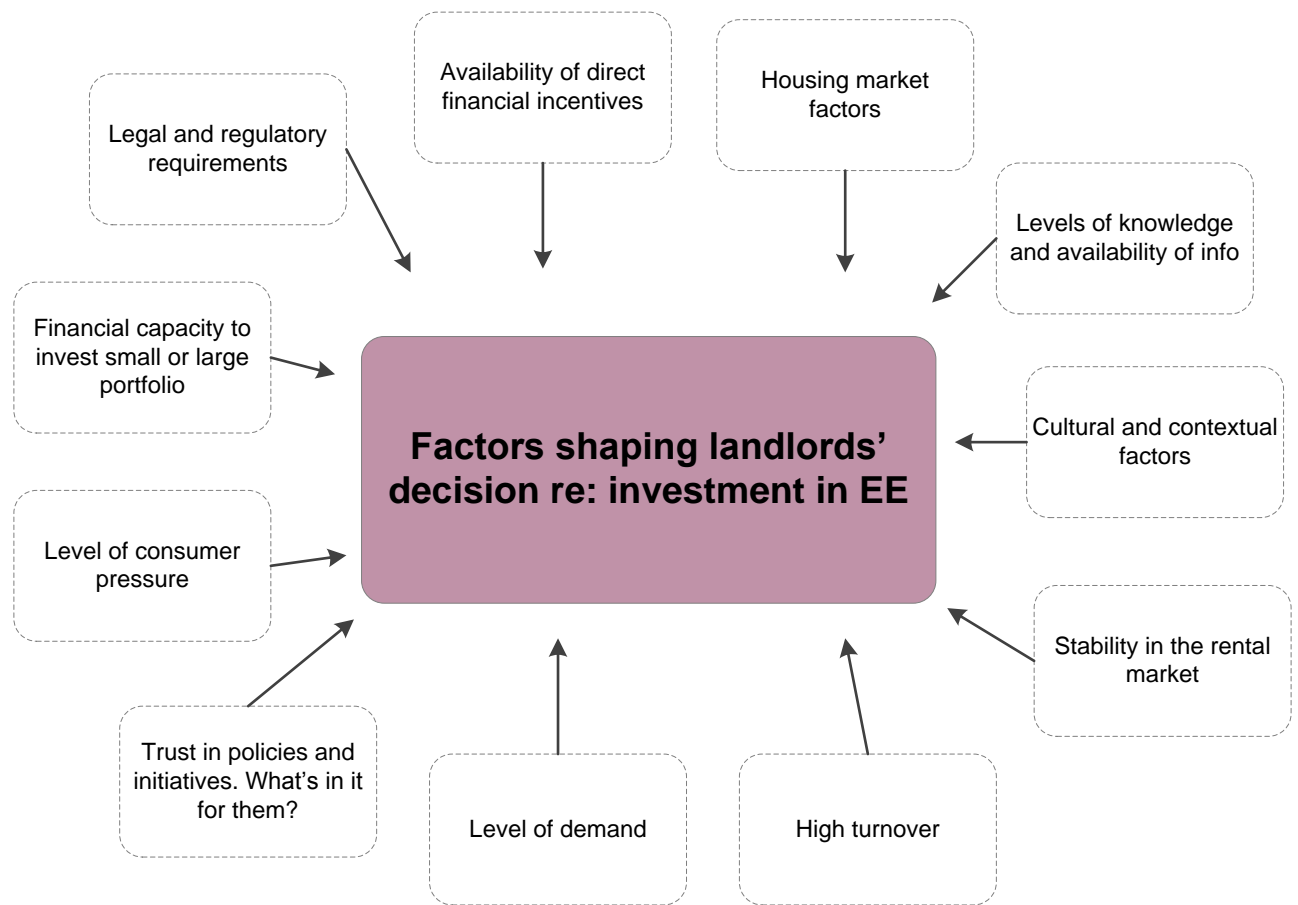 Availability of direct
financial incentives
Housing market
factors
Legal and regulatory
requirements
Levels of knowledge
and availability of info
Financial capacity to
invest small or large
portfolio
Factors shaping landlords’
decision re: investment in EE
Cultural and contextual
factors
Level of consumer
pressure
Stability in the rental
market
Trust in policies and
initiatives. What’s in it
for them?
Level of demand
High turnover